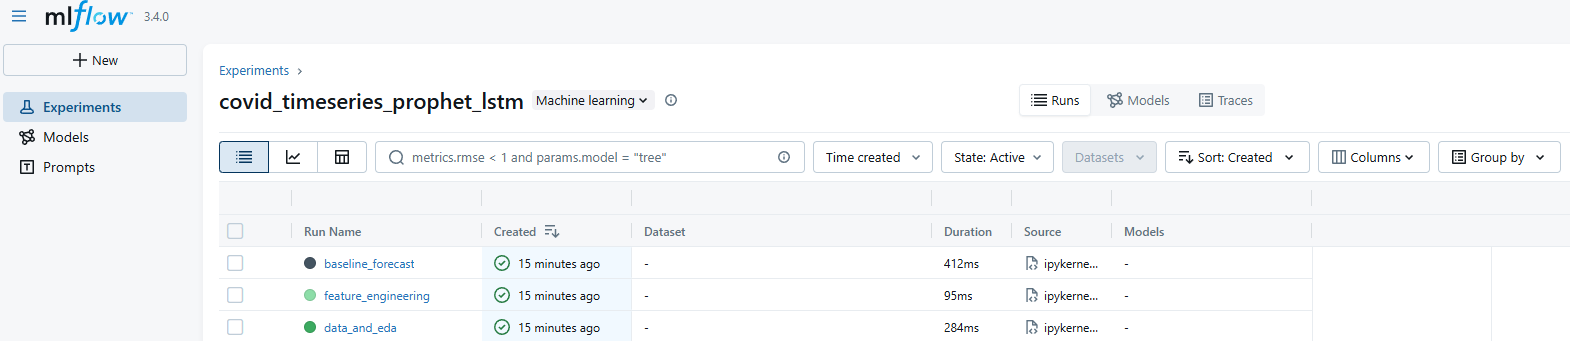 mlflow™ 3.4.0
New
Experiments
Models
Prompts
Experiments >
covid_timeseries_prophet_lstm Machine learning
Runs Models Traces
metrics.rmse < 1 and params.model = "tree" Time created State: Active Datasets Sort: Created Columns Group by
Run Name Created Dataset Duration Source Models
baseline_forecast 15 minutes ago - 412ms ipykerne... -
feature_engineering 15 minutes ago - 95ms ipykerne... -
data_and_eda 15 minutes ago - 284ms ipykerne... -